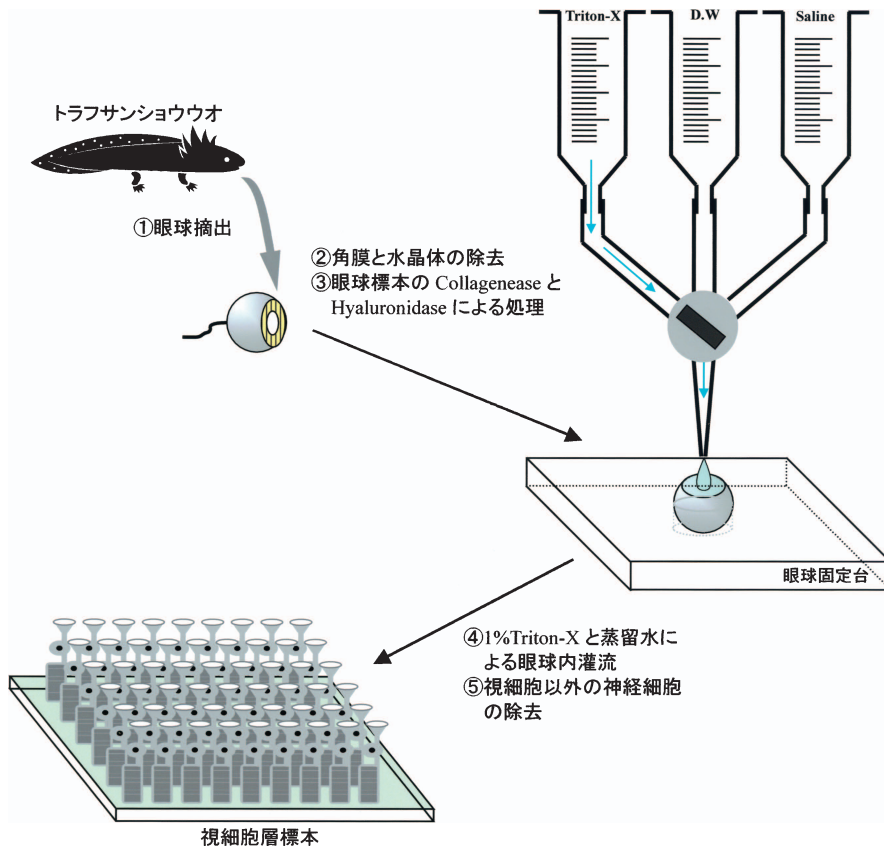 Triton-X
D.W
Saline
トラフサンショウウオ
①眼球摘出
②角膜と水晶体の除去
③眼球標本の Collagenease と
Hyaluronidase による処理
眼球固定台
④1%Triton-X と蒸留水に
よる眼球内灌流
⑤視細胞以外の神経細胞
の除去
視細胞層標本